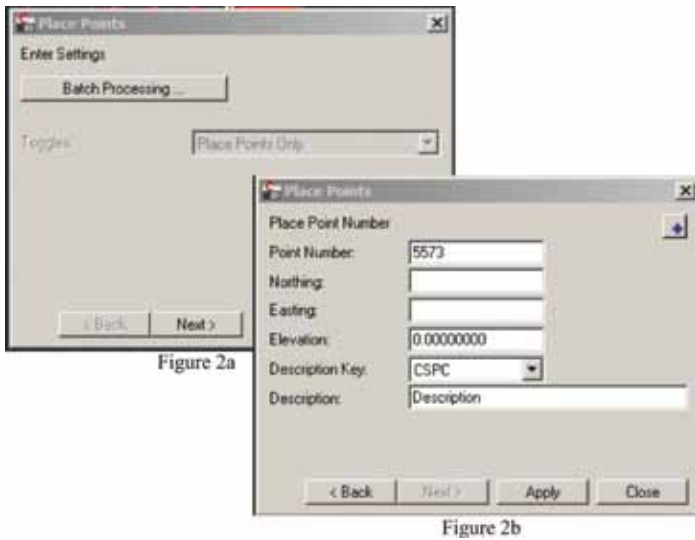 Place Points
Enter Settings
Batch Processing ...
Toggles:
Place Points Only
< Back
Next >
Figure 2a
Place Points
Place Point Number
Point Number:
5573
Northing:
Easting:
Elevation:
0.00000000
Description Key:
CSPC
Description:
Description
< Back
Next >
Apply
Close
Figure 2b